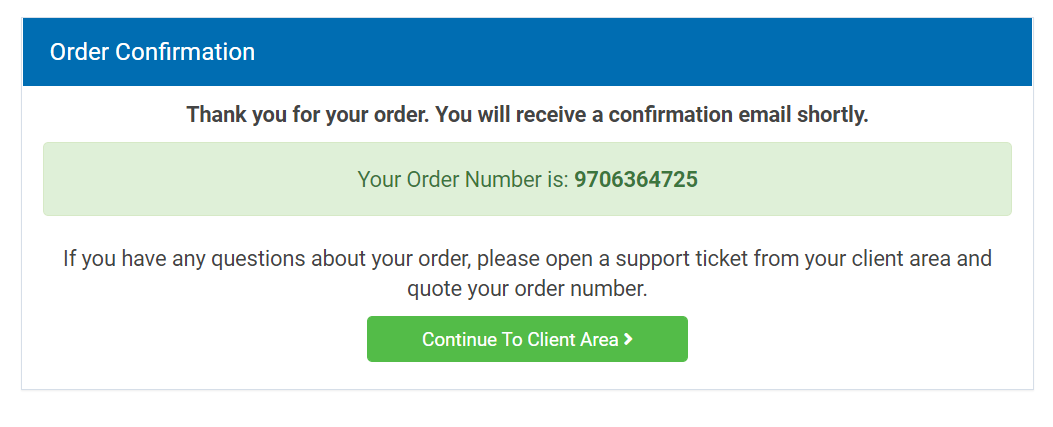 Order Confirmation
Thank you for your order. You will receive a confirmation email shortly.
Your Order Number is: 9706364725
If you have any questions about your order, please open a support ticket from your client area and
quote your order number.
Continue To Client Area